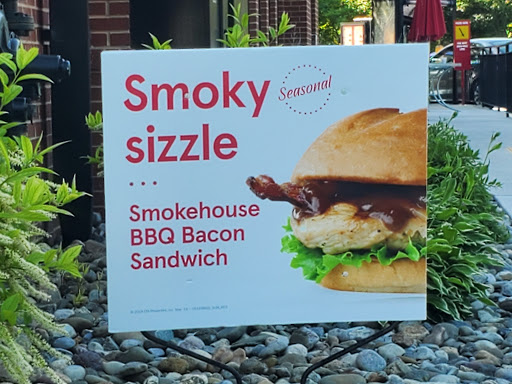 Smoky
sizzle
Seasonal
Smokehouse
BBQ Bacon
Sandwich